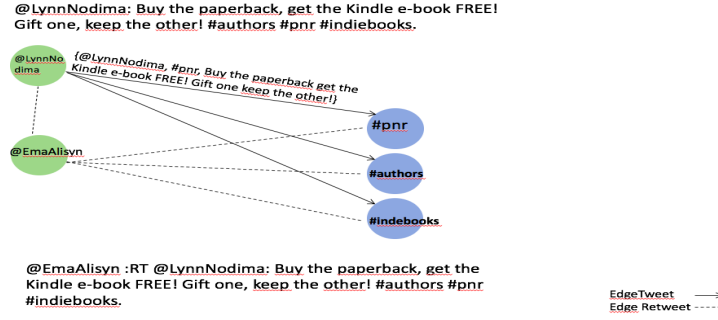 @LynnNodima: Buy the paperback, get the Kindle e-book FREE!
Gift one, keep the other! #authors #pnr #indiebooks.
@LynnNo
dima
{@LynnNodima, #pnr, Buy the paperback get the
Kindle e-book FREE! Gift one keep the other!}
#pnr
@EmaAlisyn
#authors
#indebooks
@EmaAlisyn :RT @LynnNodima: Buy the paperback, get the
Kindle e-book FREE! Gift one, keep the other! #authors #pnr
#indiebooks.
EdgeTweet
Edge Retweet